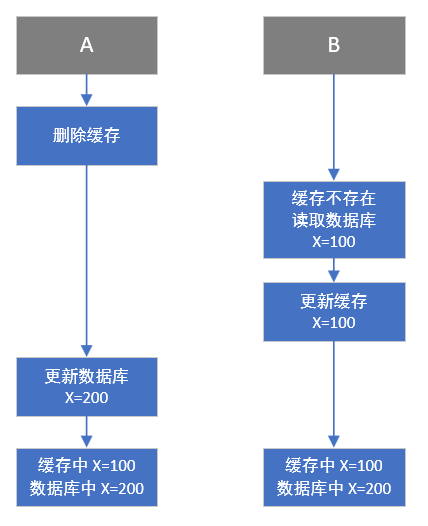 A
B
删除缓存
缓存不存在
读取数据库
X=100
更新缓存
X=100
更新数据库
X=200
缓存中 X=100
数据库中 X=200
缓存中 X=100
数据库中 X=200